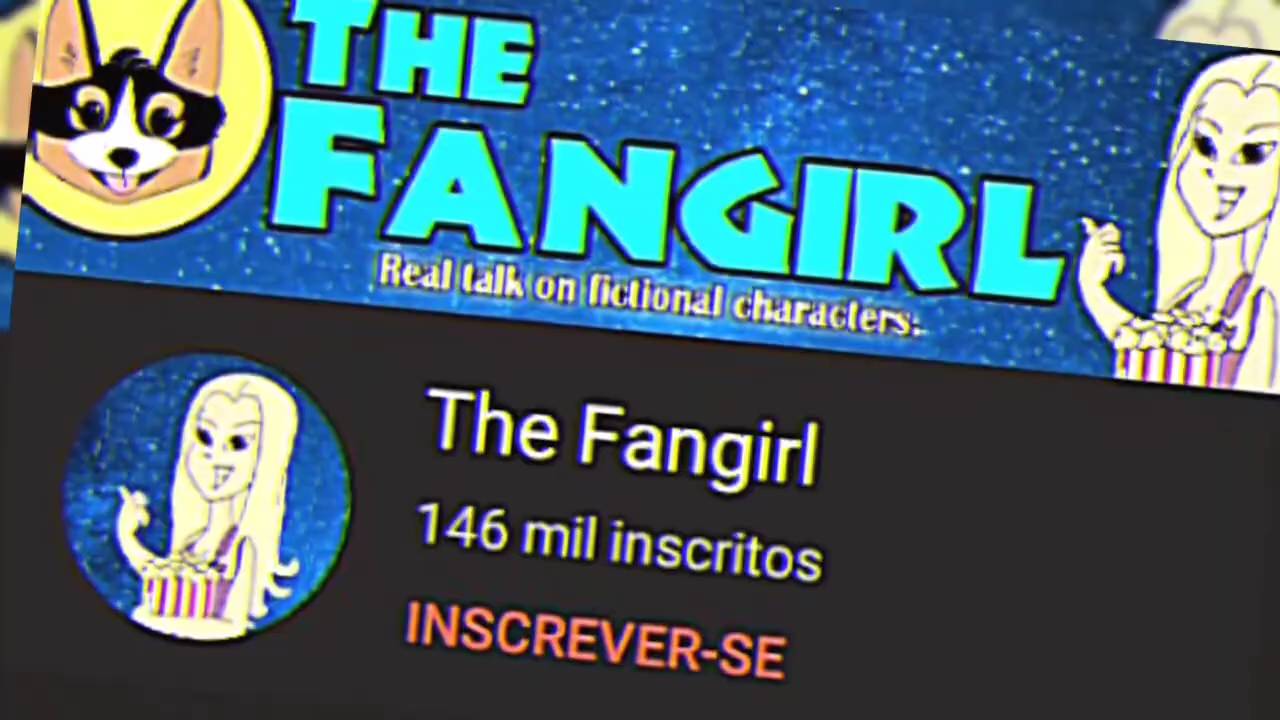 THE
FANGIRL
Real talk on fictional characters.
The Fangirl
146 mil inscritos
INSCREVER-SE